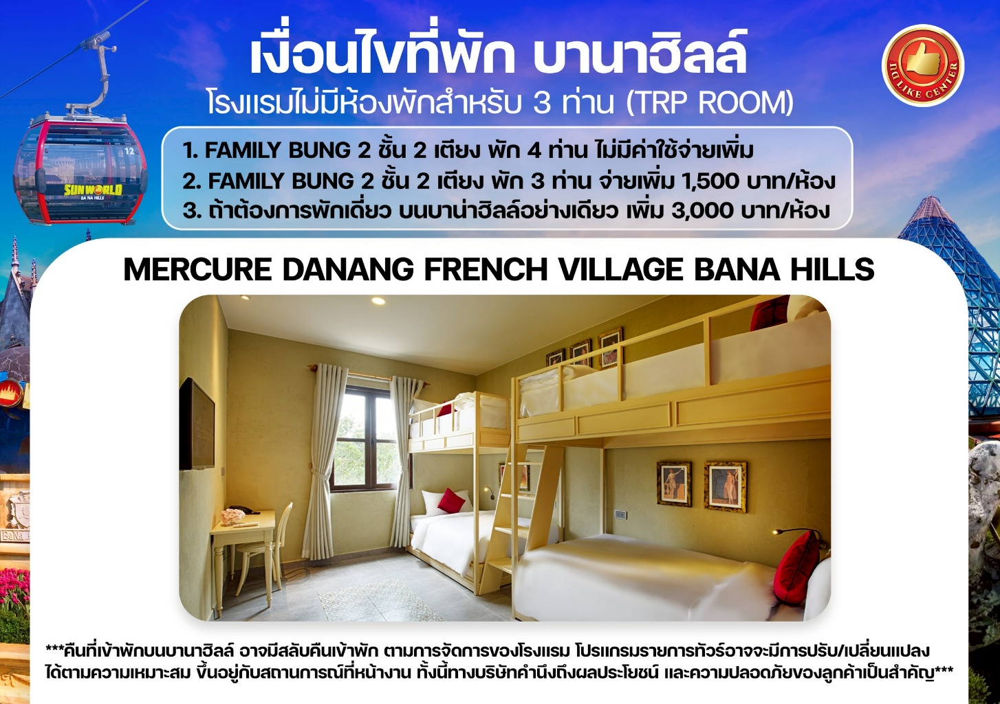 เงื่อนไขที่พัก บานาฮิลล์
กด LIKE CENTER
โรงแรมไม่มีห้องพักสำหรับ 3 ท่าน (TRP ROOM)
1. FAMILY BUNG 2 ชั้น 2 เตียง พัก 4 ท่าน ไม่มีค่าใช้จ่ายเพิ่ม
2. FAMILY BUNG 2 ชั้น 2 เตียง พัก 3 ท่าน จ่ายเพิ่ม 1,500 บาท/ห้อง
3. ถ้าต้องการพักเดี่ยว บนบาน่าฮิลล์อย่างเดียว เพิ่ม 3,000 บาท/ห้อง
12
SUNWORLD
BA NA HILLS
MERCURE DANANG FRENCH VILLAGE BANA HILLS
***คืนที่เข้าพักบนบานาฮิลล์ อาจมีสลับคืนเข้าพัก ตามการจัดการของโรงแรม โปรแกรมรายการทัวร์อาจจะมีการปรับ/เปลี่ยนแปลง
ได้ตามความเหมาะสม ขึ้นอยู่กับสถานการณ์ที่หน้างาน ทั้งนี้ทางบริษัทคำนึงถึงผลประโยชน์ และความปลอดภัยของลูกค้าเป็นสำคัญ***